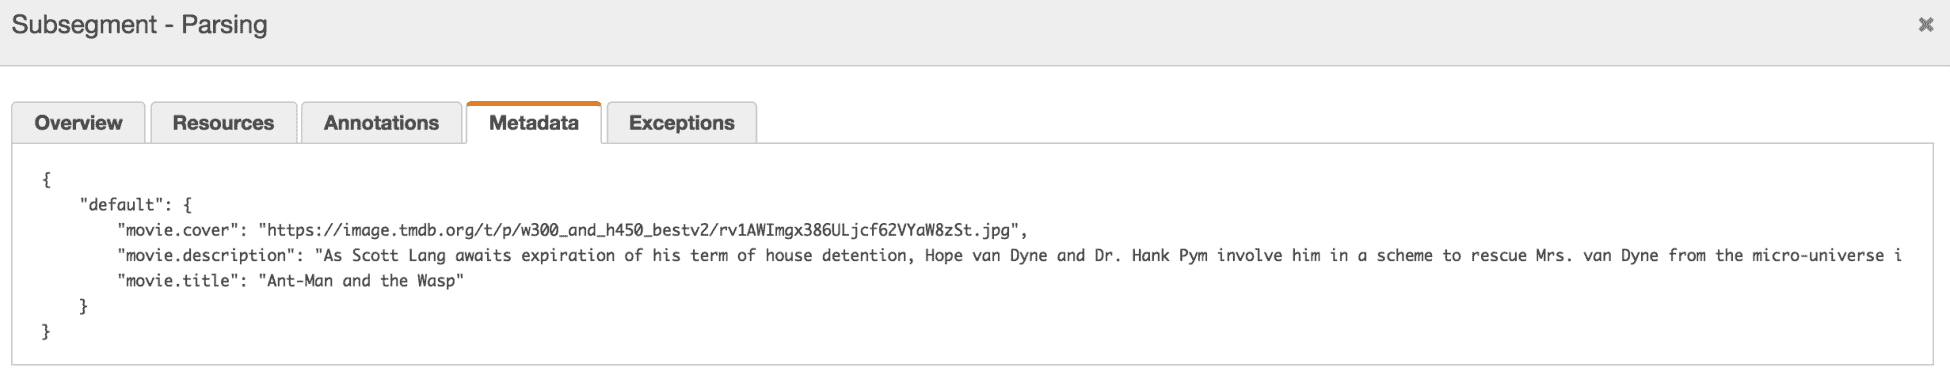 Subsegment - Parsing
Overview Resources Annotations Metadata Exceptions
{
"default": {
"movie.cover": "https://image.tmdb.org/t/p/w300_and_h450_bestv2/rv1AWImgx386ULjcf62VYaW8zSt.jpg",
"movie.description": "As Scott Lang awaits expiration of his term of house detention, Hope van Dyne and Dr. Hank Pym involve him in a scheme to rescue Mrs. van Dyne from the micro-universe i
"movie.title": "Ant-Man and the Wasp"
}
}